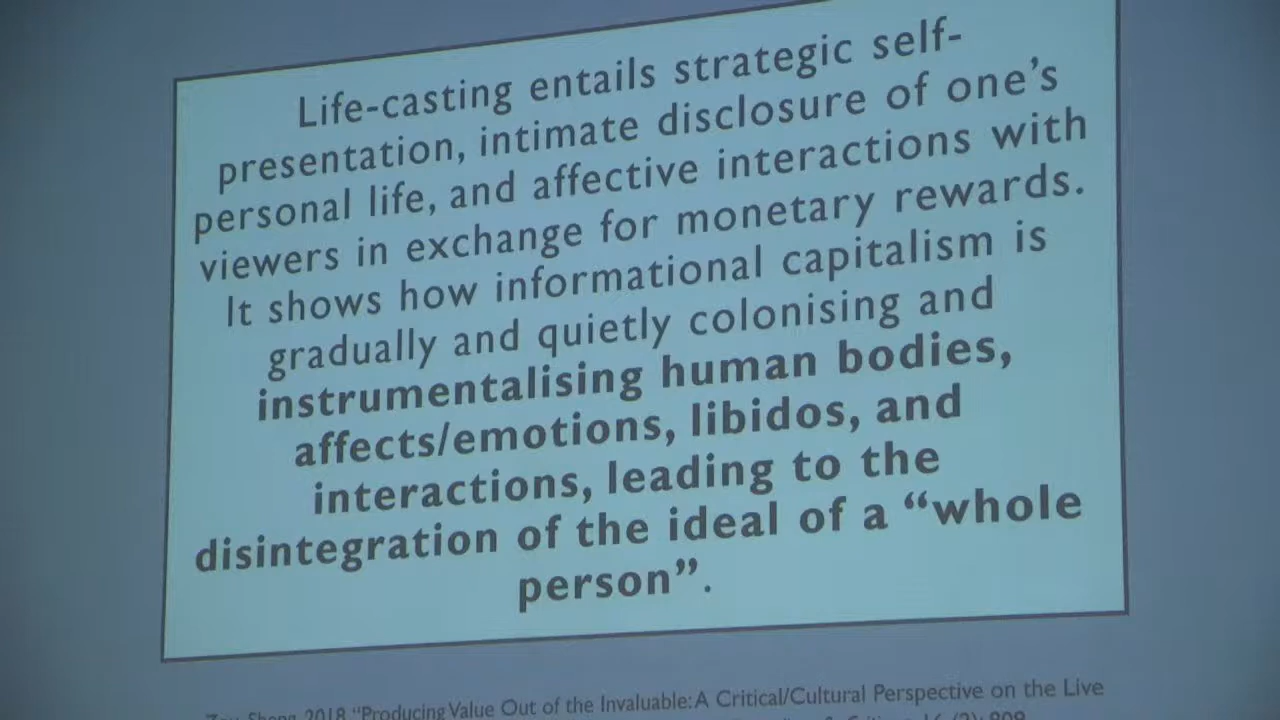 Life-casting entails strategic self-
presentation, intimate disclosure of one’s
personal life, and affective interactions with
viewers in exchange for monetary rewards.
It shows how informational capitalism is
gradually and quietly colonising and
instrumentalising human bodies,
affects/emotions, libidos, and
interactions, leading to the
disintegration of the ideal of a “whole
person”.
2018 “Producing Value Out of the Invaluable: A Critical/Cultural Perspective on the Live